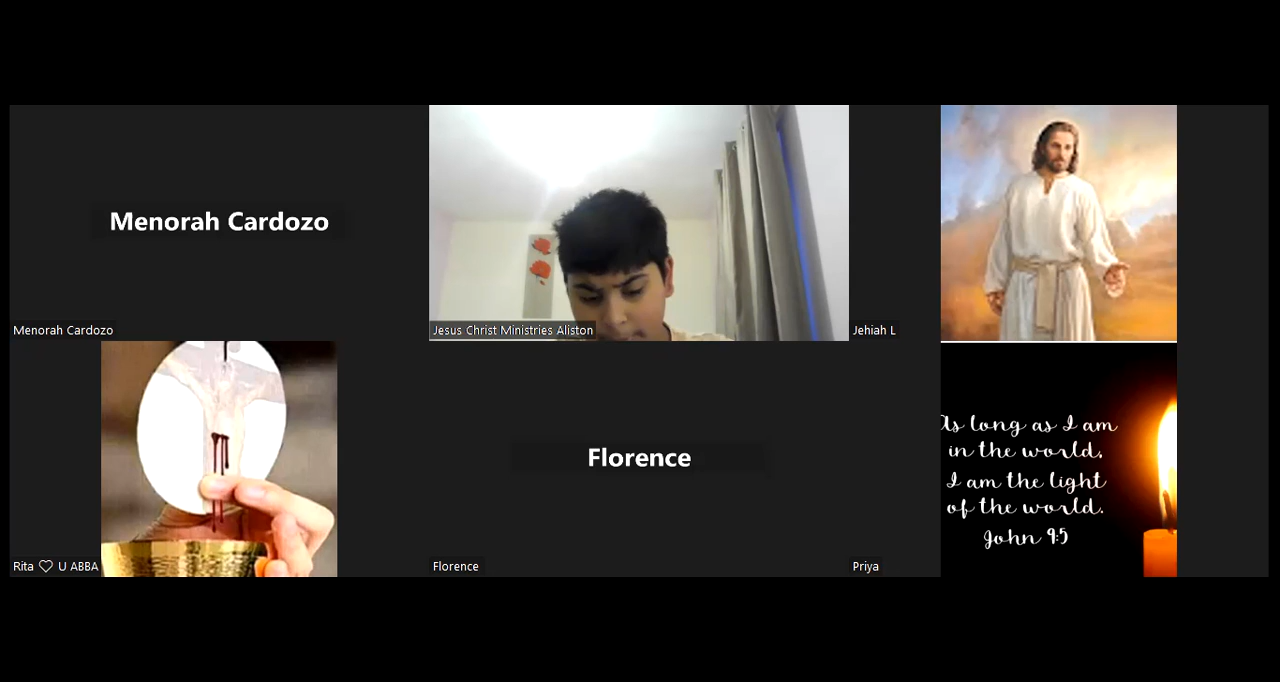 Menorah Cardozo
Menorah Cardozo
Jesus Christ Ministries Aliston
Jehiah L
Florence
As long as I am
in the world,
I am the light
of the world.
John 9:5
Rita ♡ U ABBA
Florence
Priya